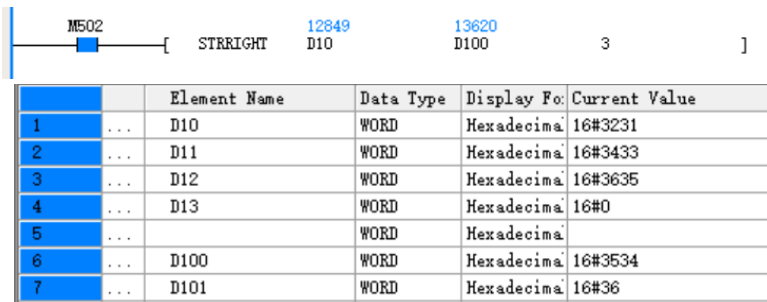 M502 12849 13620
[ STRRIGHT D10 D100 3 ]
Element Name Data Type Display Fo: Current Value
1 ... D10 WORD Hexadecima 16#3231
2 ... D11 WORD Hexadecima 16#3433
3 ... D12 WORD Hexadecima 16#3635
4 ... D13 WORD Hexadecima 16#0
5 ... WORD Hexadecima
6 ... D100 WORD Hexadecima 16#3534
7 ... D101 WORD Hexadecima 16#36